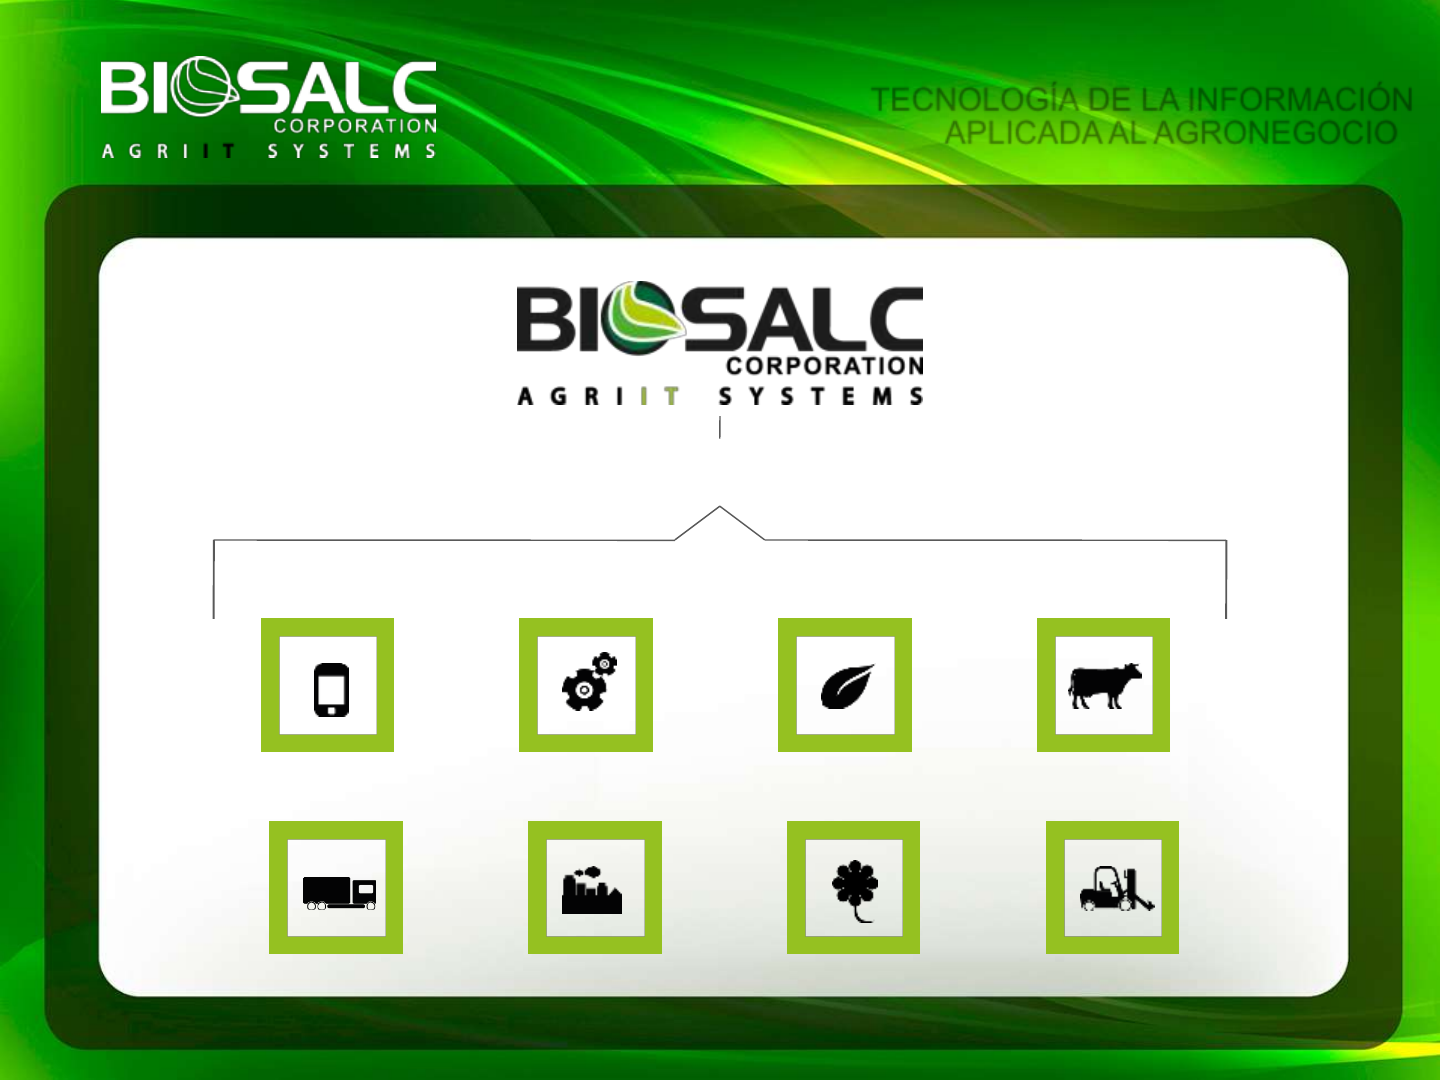 BIOSALC
CORPORATION
AGRIIT SYSTEMS
TECNOLOGÍA DE LA INFORMACIÓN
APLICADA AL AGRONEGOCIO
BIOSALC
CORPORATION
AGRIIT SYSTEMS